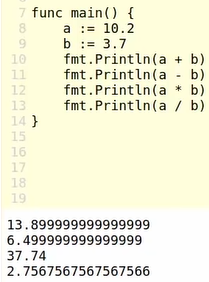 7 func main() {
8     a := 10.2
9     b := 3.7
10     fmt.Println(a + b)
11     fmt.Println(a - b)
12     fmt.Println(a * b)
13     fmt.Println(a / b)
14 }
15
16
17
18
19
13.899999999999999
6.499999999999999
37.74
2.7567567567567566